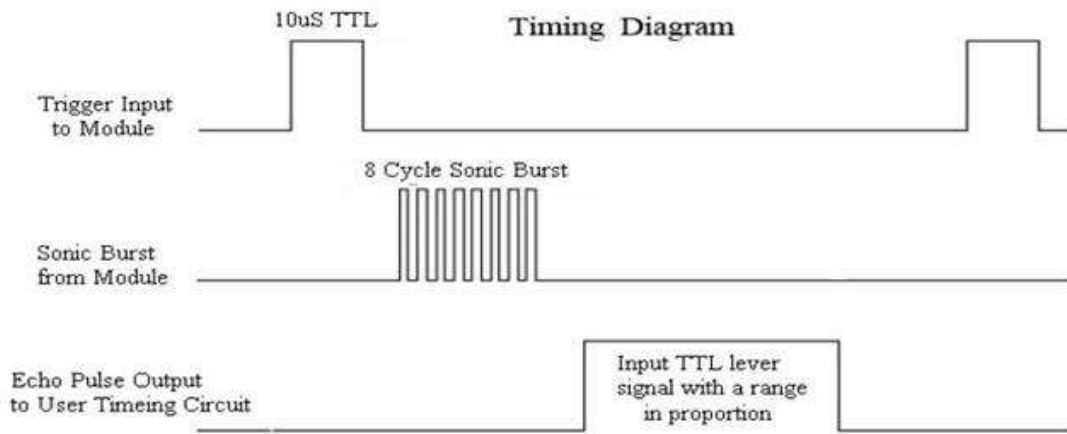 10uS TTL
Timing Diagram
Trigger Input
to Module
8 Cycle Sonic Burst
Sonic Burst
from Module
Echo Pulse Output
to User Timeing Circuit
Input TTL lever
signal with a range
in proportion